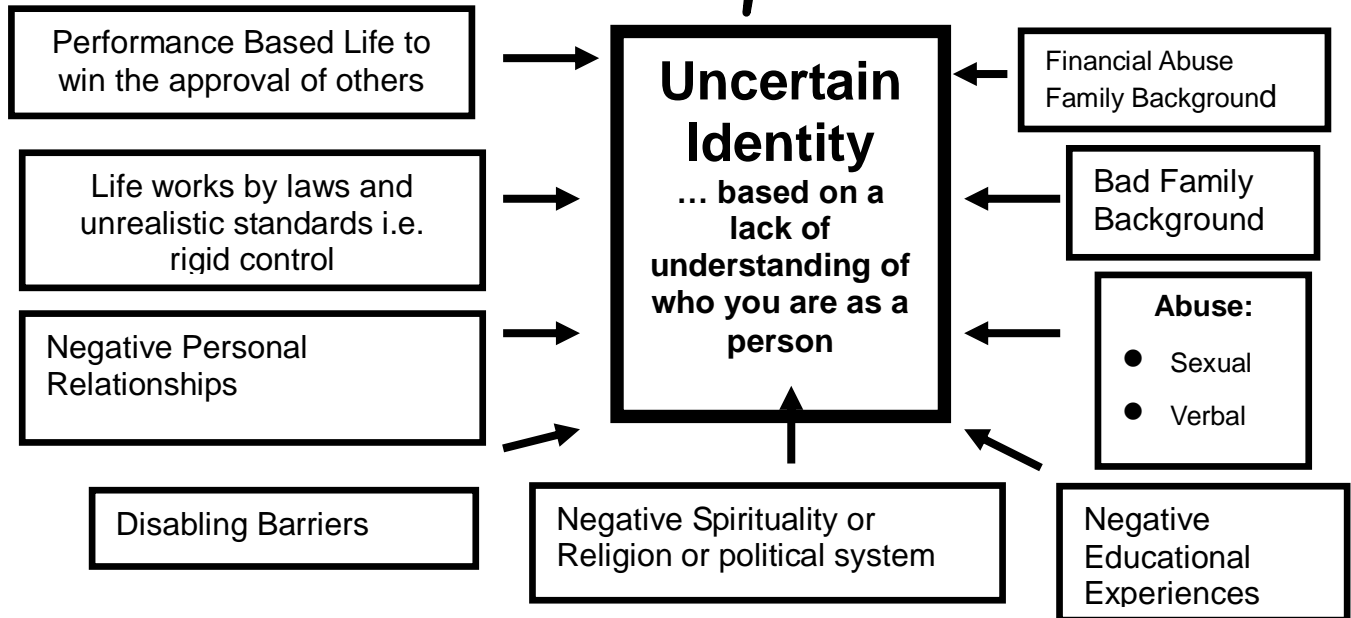 Performance Based Life to
win the approval of others
Life works by laws and
unrealistic standards i.e.
rigid control
Negative Personal
Relationships
Disabling Barriers
Uncertain
Identity
… based on a
lack of
understanding of
who you are as a
person
Negative Spirituality or
Religion or political system
Financial Abuse
Family Background
Bad Family
Background
Abuse:
● Sexual
● Verbal
Negative
Educational
Experiences